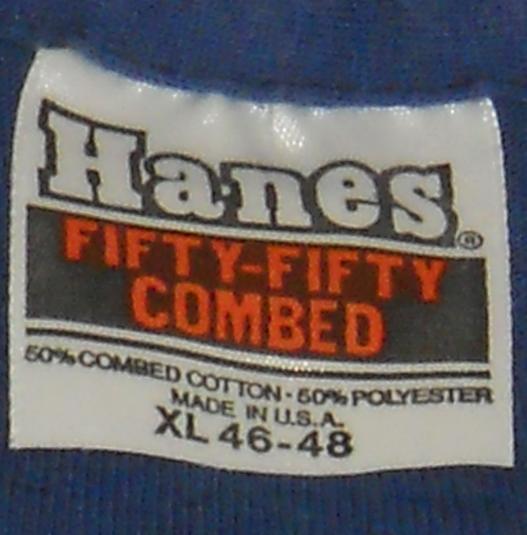 Hanes®
FIFTY-FIFTY
COMBED
50% COMBED COTTON - 50% POLYESTER
MADE IN U.S.A.
XL 46-48